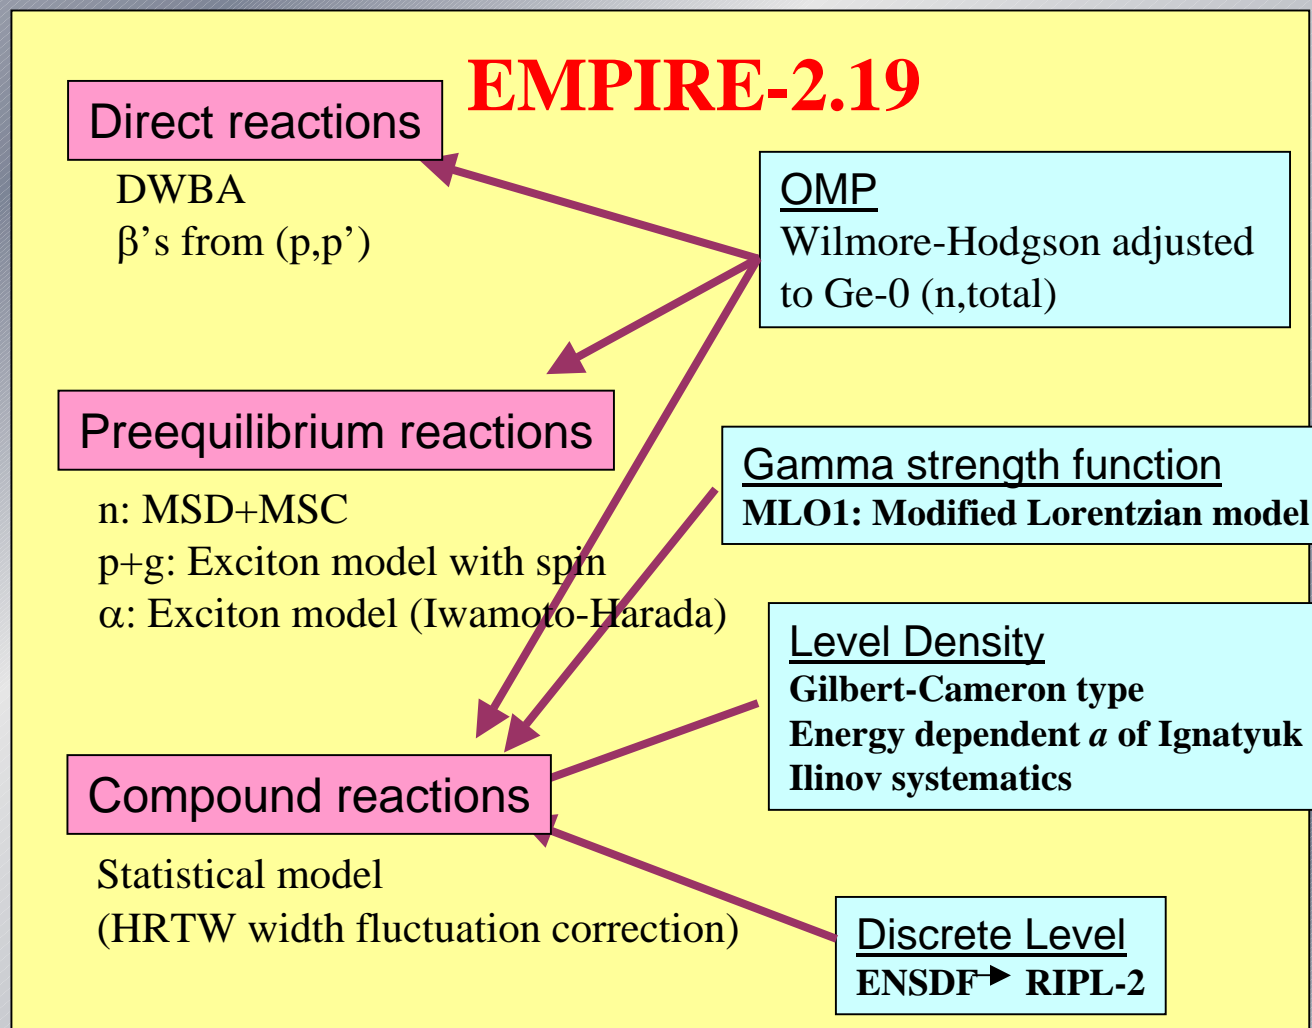 EMPIRE-2.19
Direct reactions
DWBA
β’s from (p,p’)
OMP
Wilmore-Hodgson adjusted
to Ge-0 (n,total)
Preequilibrium reactions
n: MSD+MSC
p+g: Exciton model with spin
α: Exciton model (Iwamoto-Harada)
Gamma strength function
MLO1: Modified Lorentzian model
Level Density
Gilbert-Cameron type
Energy dependent a of Ignatyuk
Ilinov systematics
Compound reactions
Statistical model
(HRTW width fluctuation correction)
Discrete Level
ENSDF → RIPL-2